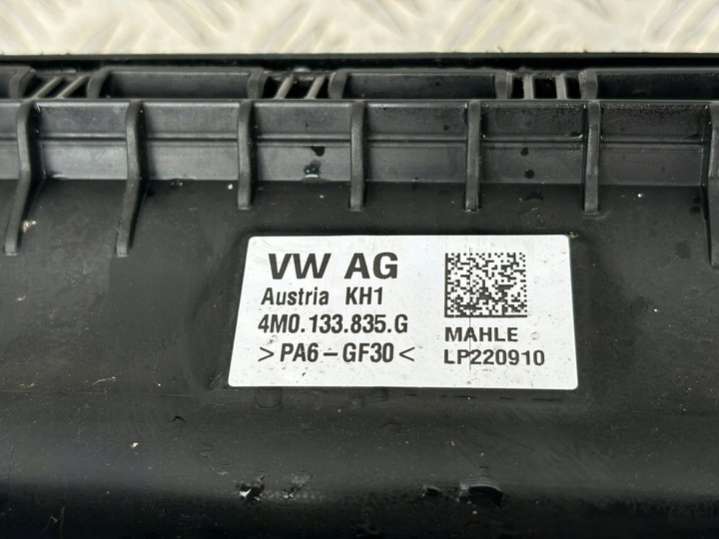 VW AG
Austria KH1
4M0.133.835.G
>PA6-GF30<
MAHLE
LP220910